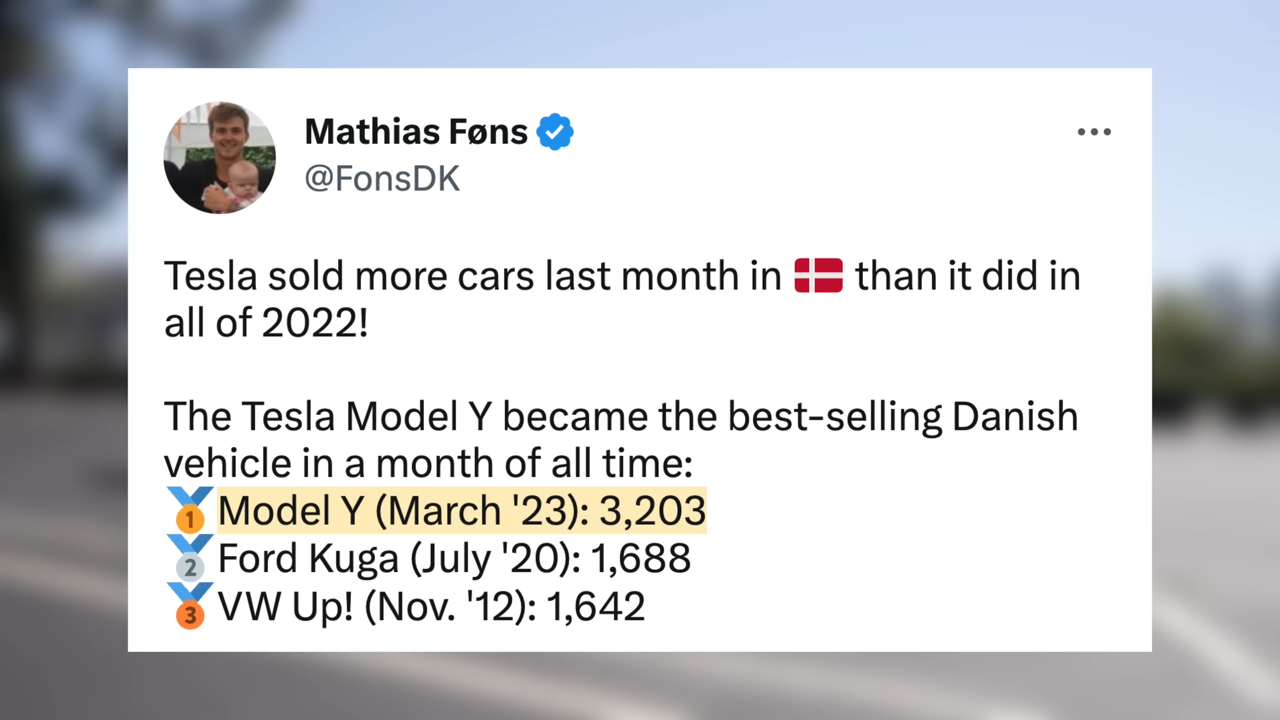 Mathias Føns
@FonsDK
Tesla sold more cars last month in 🇩🇰 than it did in
all of 2022!
The Tesla Model Y became the best-selling Danish
vehicle in a month of all time:
🥇Model Y (March '23): 3,203
🥈Ford Kuga (July '20): 1,688
🥉VW Up! (Nov. '12): 1,642